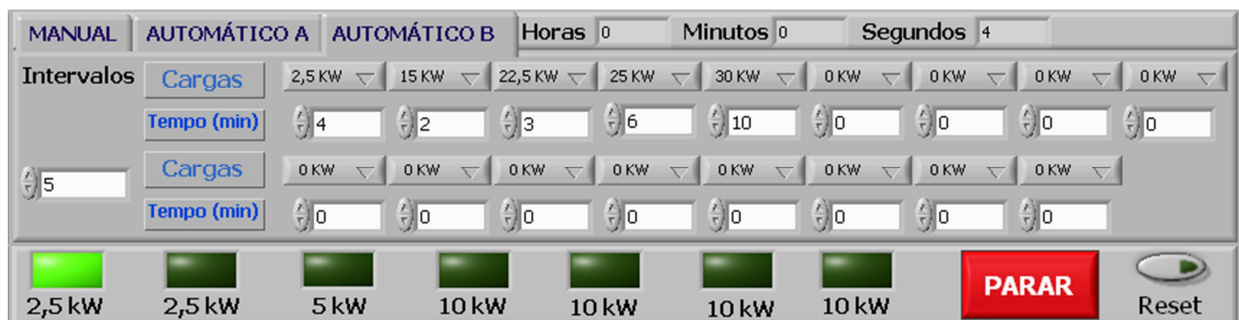 MANUAL AUTOMÁTICO A AUTOMÁTICO B Horas 0 Minutos 0 Segundos 4
Intervalos Cargas 2,5 KW 15 KW 22,5 KW 25 KW 30 KW 0 KW 0 KW 0 KW 0 KW
Tempo (min) 4 2 3 6 10 0 0 0 0
5 Cargas 0 KW 0 KW 0 KW 0 KW 0 KW 0 KW 0 KW 0 KW
Tempo (min) 0 0 0 0 0 0 0 0
2,5 kW 2,5 kW 5 kW 10 kW 10 kW 10 kW 10 kW PARAR Reset